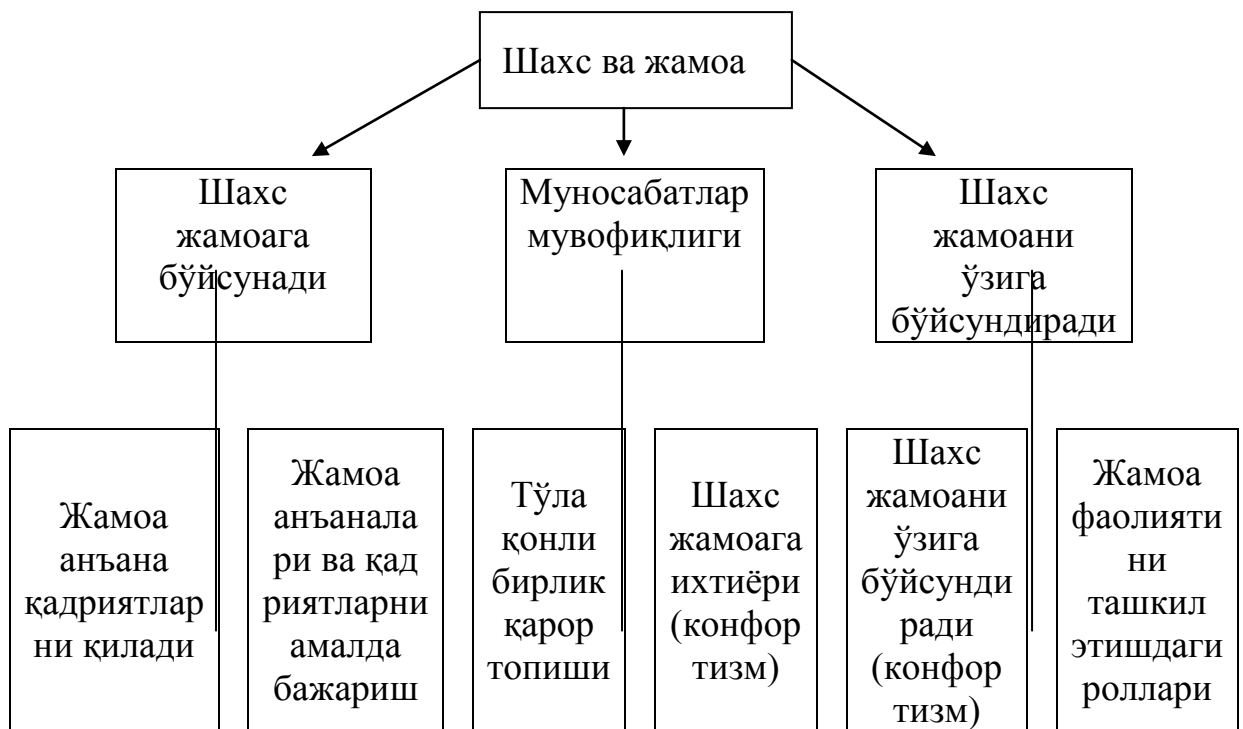 Шахс ва жамоа
Шахс
жамоага
бўйсунади
Муносабатлар
мувофиқлиги
Шахс
жамоани
ўзига
бўйсундиради
Жамоа
анъана
қадриятлар
ни қилади
Жамоа
анъанала
ри ва қад
риятларни
амалда
бажариш
Тўла
қонли
бирлик
қарор
топиши
Шахс
жамоага
ихтиёри
(конфор
тизм)
Шахс
жамоани
ўзига
бўйсунди
ради
(конфор
тизм)
Жамоа
фаолияти
ни
ташкил
этишдаги
роллари